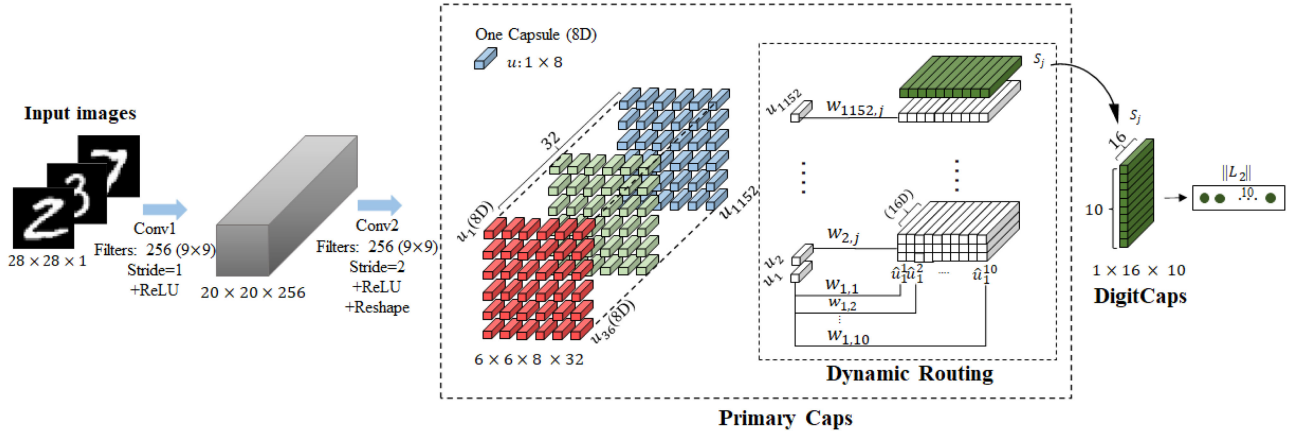 Input images
28 × 28 × 1
Conv1
Filters: 256 (9×9)
Stride=1
+ReLU
20 × 20 × 256
Conv2
Filters: 256 (9×9)
Stride=2
+ReLU
+Reshape
One Capsule (8D)
u: 1 × 8
32
u₁(8D)
u₃₆(8D)
u₁₁₅₂
6 × 6 × 8 × 32
u₁₁₅₂
w₁₁₅₂,ⱼ
Sⱼ
(16D)
w₂,ⱼ
u₂
u₁
û₁¹ û₁² .... û₁¹⁰
w₁,₁
w₁,₂
w₁,₁₀
Dynamic Routing
Primary Caps
Sⱼ
16
10
1 × 16 × 10
DigitCaps
‖L₂‖
10
2
3
7